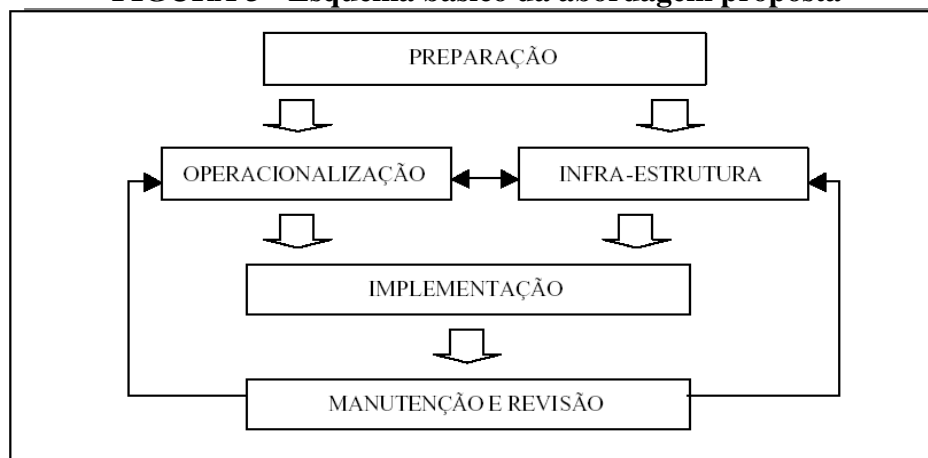 Esquema básico da abordagem proposta
PREPARAÇÃO
OPERACIONALIZAÇÃO
INFRA-ESTRUTURA
IMPLEMENTAÇÃO
MANUTENÇÃO E REVISÃO